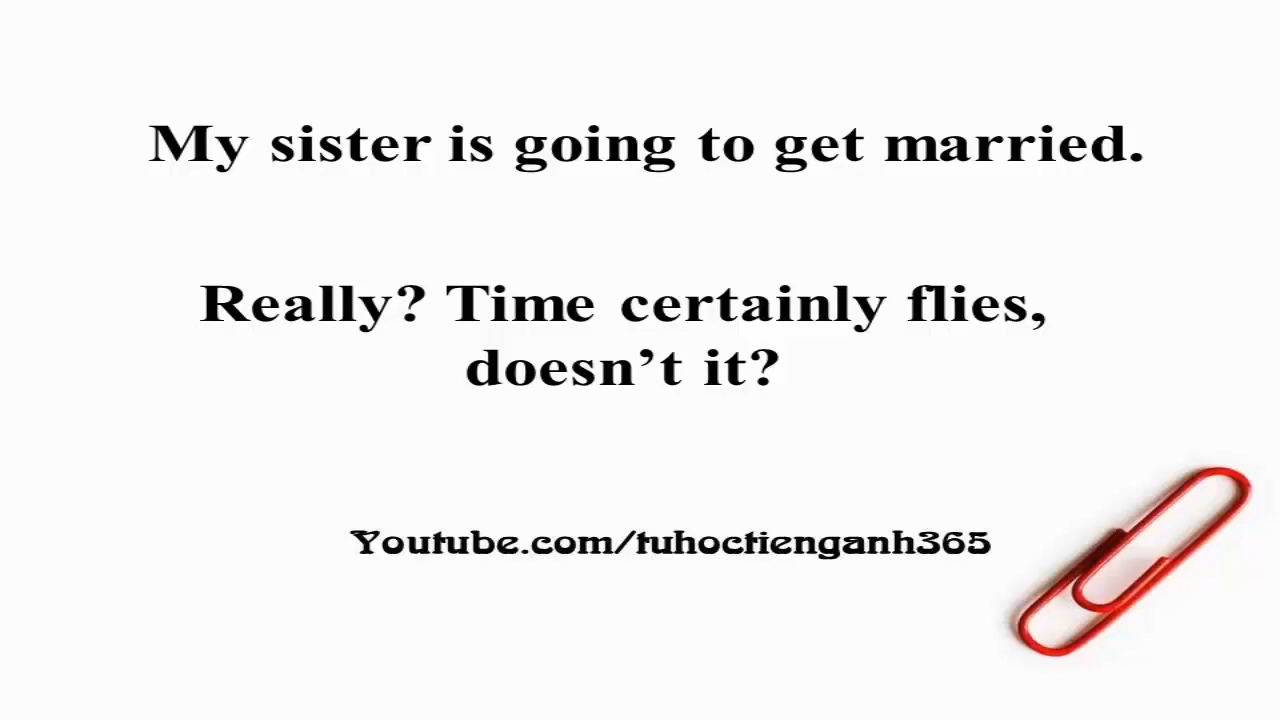 My sister is going to get married.
Really? Time certainly flies,
doesn’t it?
Youtube.com/tuhoctienganh365